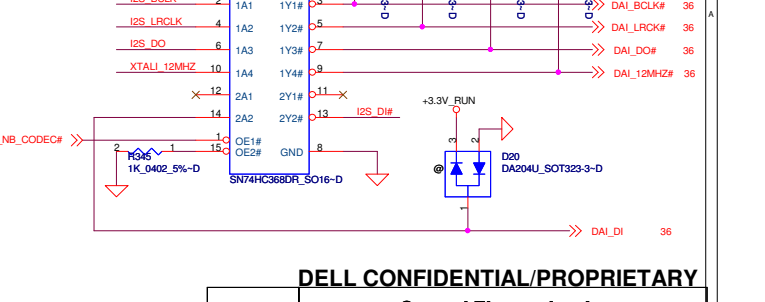 2 1A1 1Y1# 3 DAI_BCLK# 36
I2S_LRCLK 4 1A2 1Y2# 5 DAI_LRCK# 36
I2S_DO 6 1A3 1Y3# 7 DAI_DO# 36
XTALI_12MHZ 10 1A4 1Y4# 9 DAI_12MHZ# 36
A
12 2A1 2Y1# 11
14 2A2 2Y2# 13 I2S_DI#
+3.3V_RUN
_NB_CODEC# 1 OE1#
2 R345 1 15 OE2# GND 8
1K_0402_5%~D
SN74HC368DR_SO16~D
3 2
@ D20
DA204U_SOT323-3~D
1
DAI_DI 36
DELL CONFIDENTIAL/PROPRIETARY